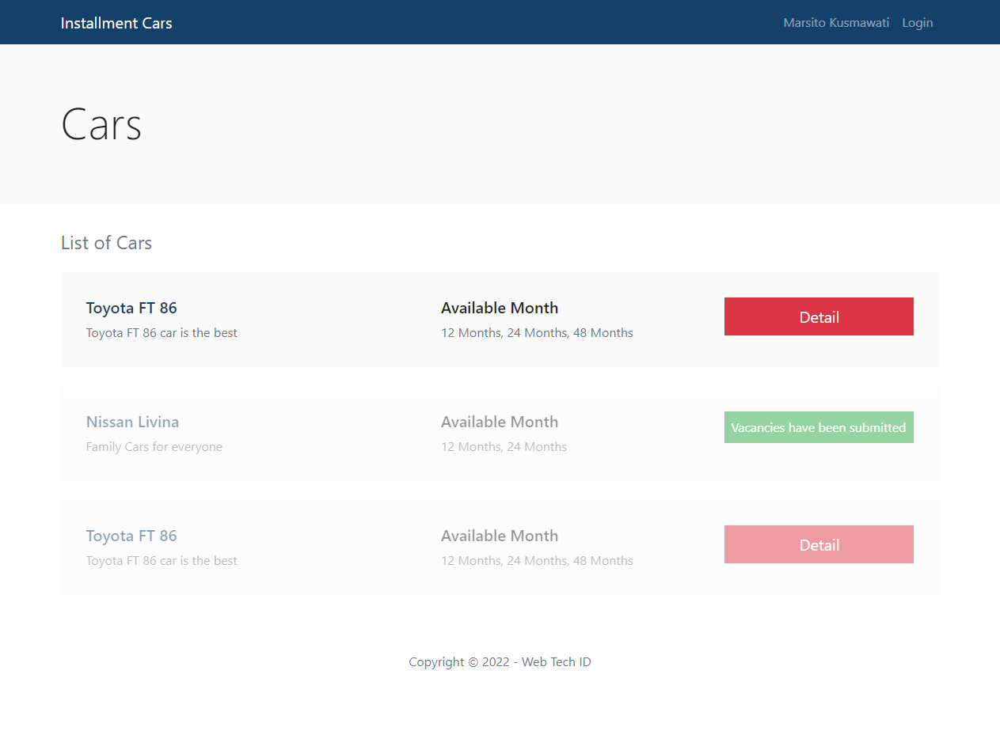 Installment Cars
Marsito Kusmawati Login
Cars
List of Cars
Toyota FT 86
Toyota FT 86 car is the best
Available Month
12 Months, 24 Months, 48 Months
Detail
Nissan Livina
Family Cars for everyone
Available Month
12 Months, 24 Months
Vacancies have been submitted
Toyota FT 86
Toyota FT 86 car is the best
Available Month
12 Months, 24 Months, 48 Months
Detail
Copyright © 2022 - Web Tech ID